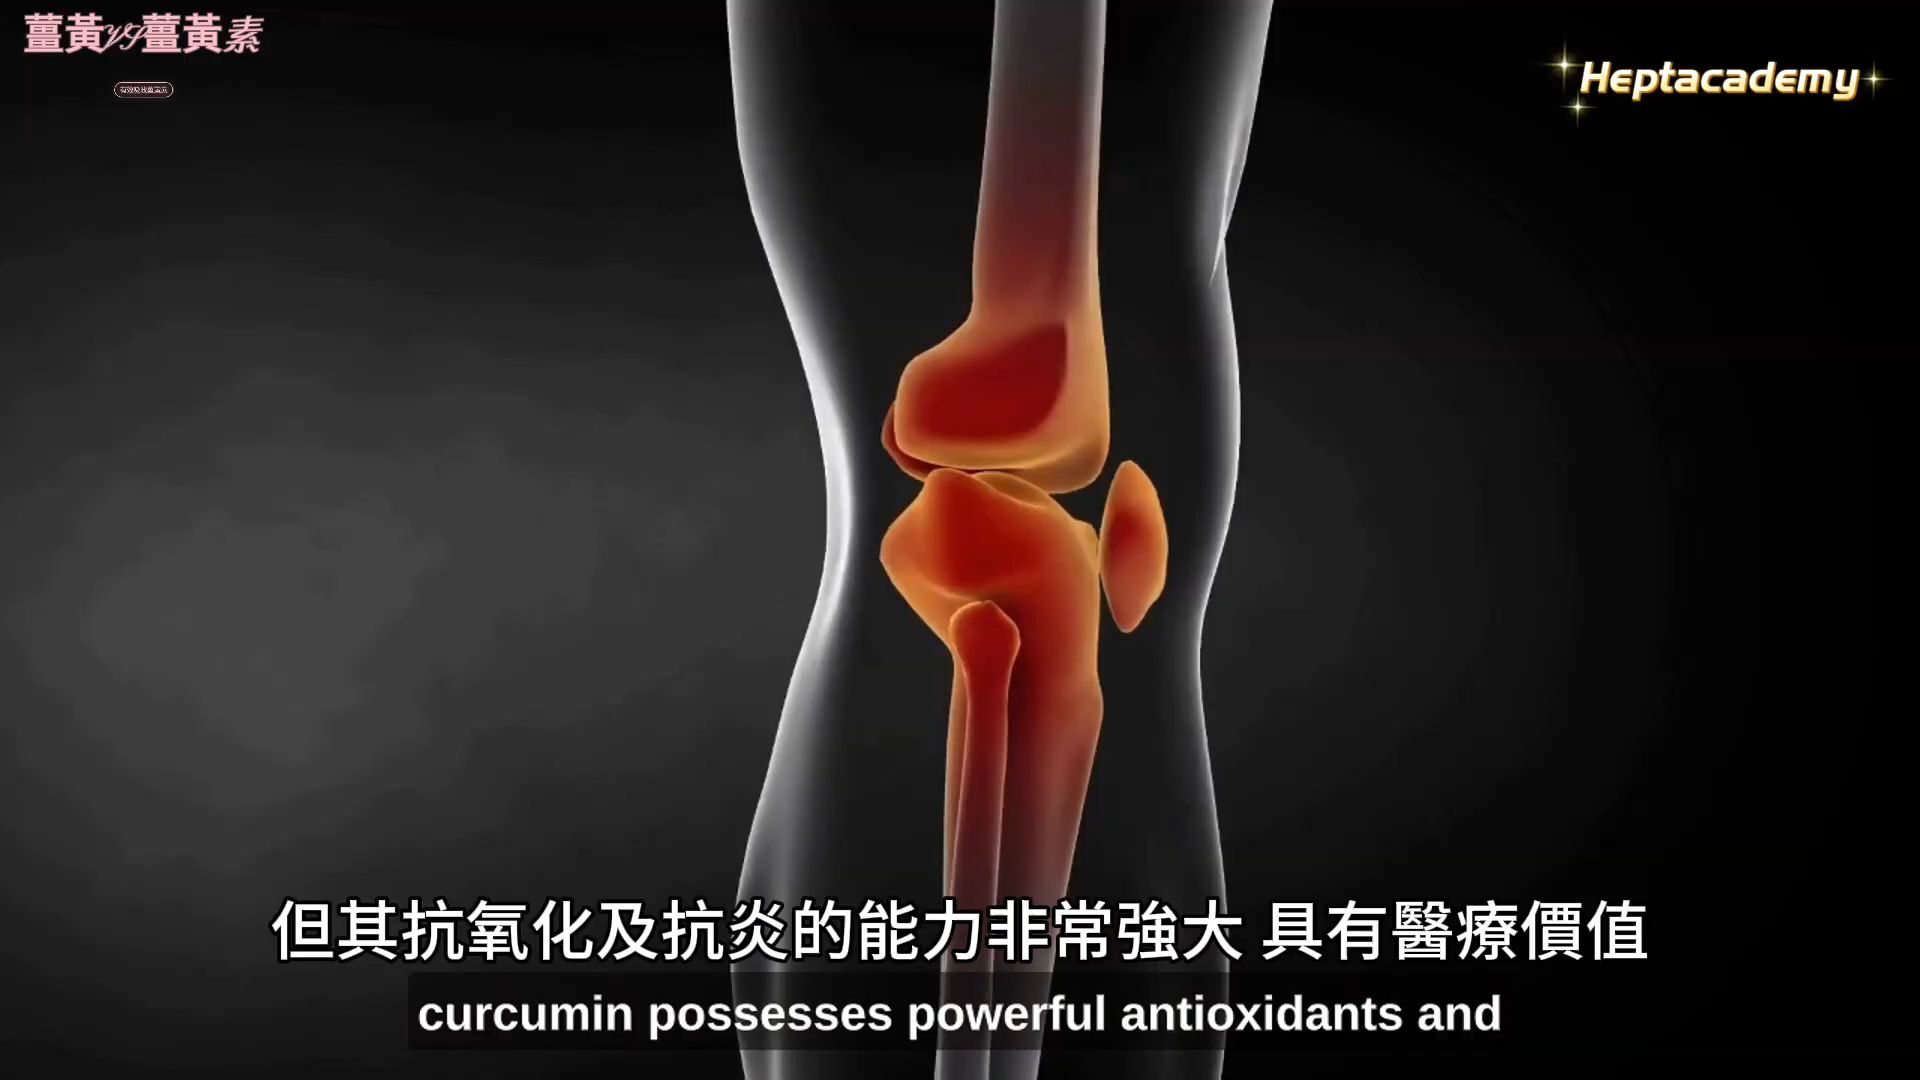 薑黃vs薑黃素
Heptacademy
但其抗氧化及抗炎的能力非常強大 具有醫療價值
curcumin possesses powerful antioxidants and